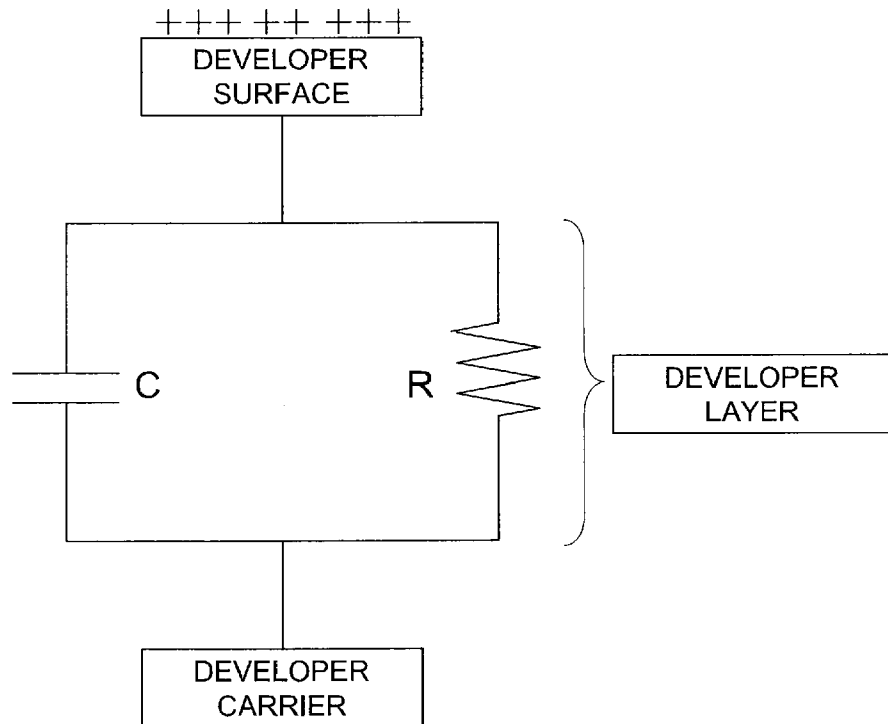 +++ ++ +++
DEVELOPER
SURFACE
C
R
DEVELOPER
LAYER
DEVELOPER
CARRIER